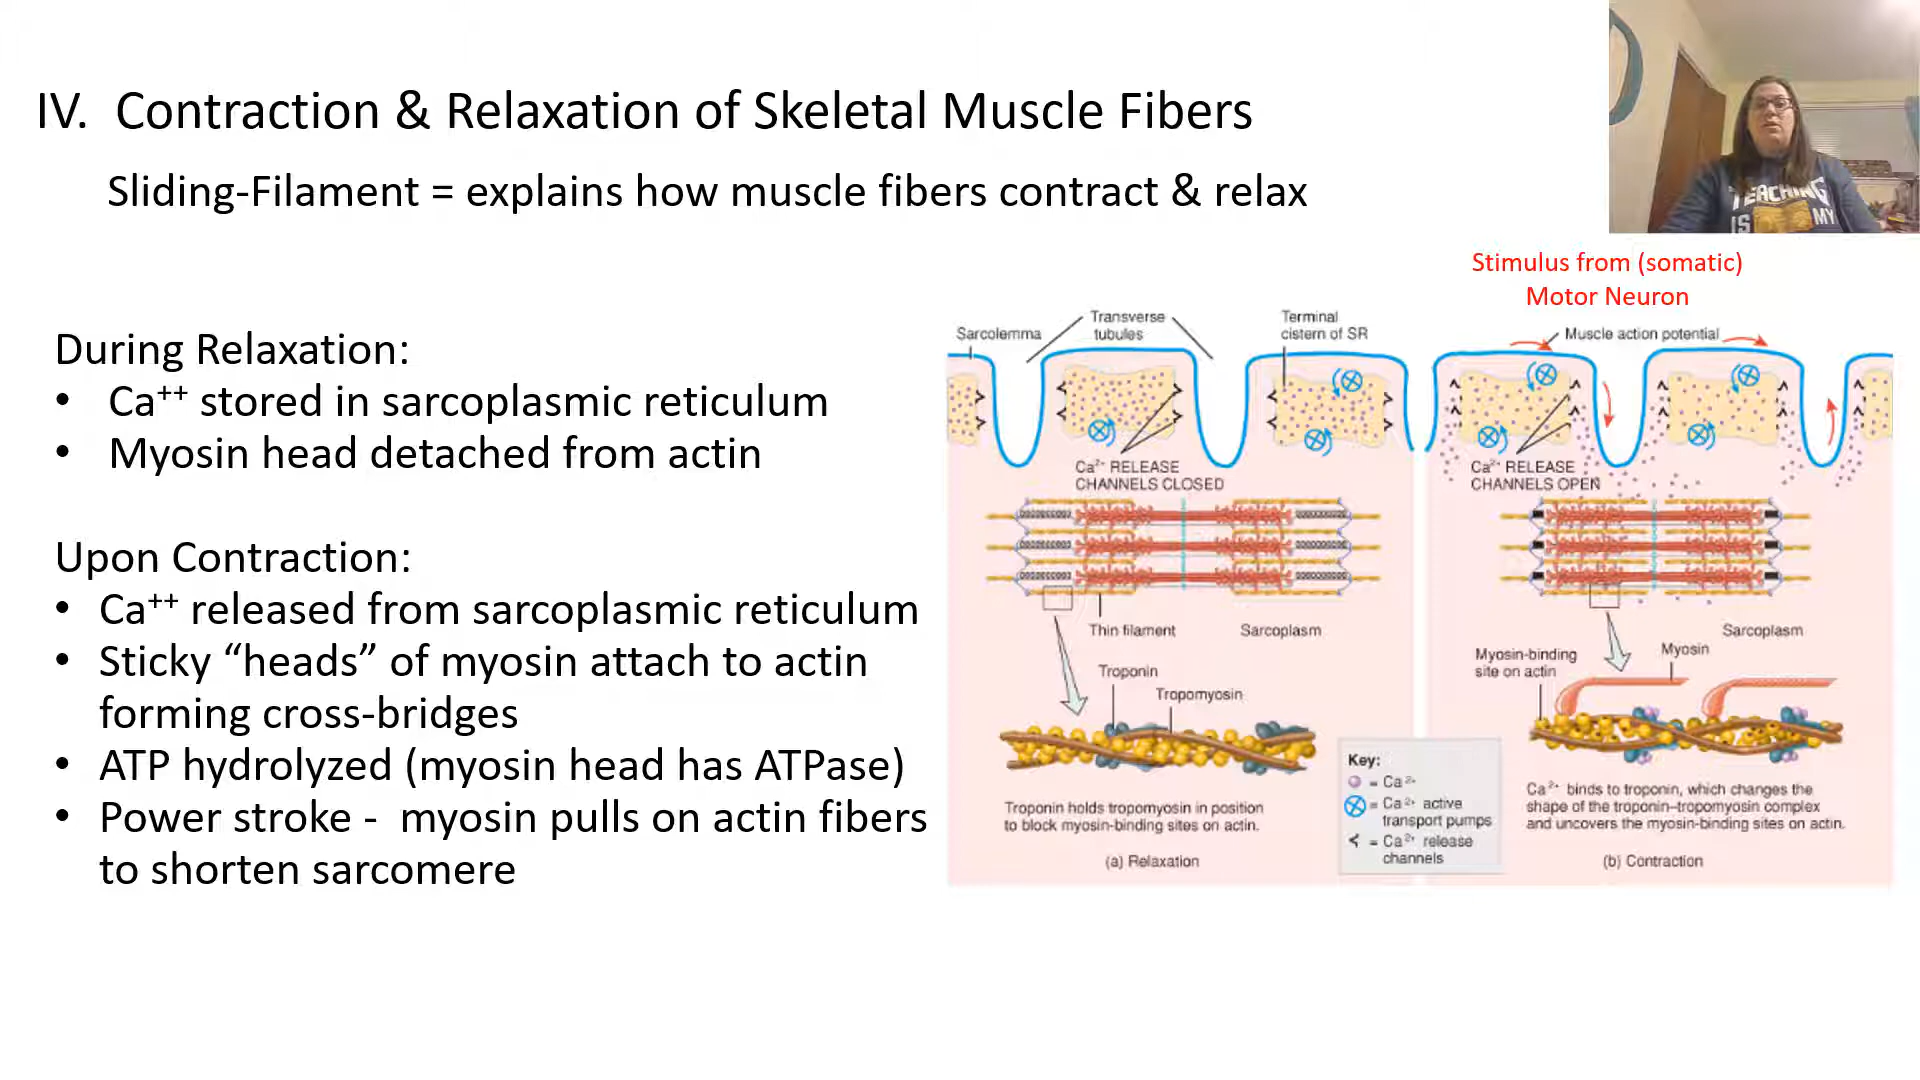 IV. Contraction & Relaxation of Skeletal Muscle Fibers
Sliding-Filament = explains how muscle fibers contract & relax
TEACHING
IS MY
During Relaxation:
• Ca++ stored in sarcoplasmic reticulum
• Myosin head detached from actin
Upon Contraction:
• Ca++ released from sarcoplasmic reticulum
• Sticky “heads” of myosin attach to actin
forming cross-bridges
• ATP hydrolyzed (myosin head has ATPase)
• Power stroke - myosin pulls on actin fibers
to shorten sarcomere
Stimulus from (somatic)
Motor Neuron
Sarcolemma
Transverse
tubules
Terminal
cistern of SR
Muscle action potential
Ca2+ RELEASE
CHANNELS CLOSED
Ca2+ RELEASE
CHANNELS OPEN
Thin filament
Sarcoplasm
Troponin
Tropomyosin
Troponin holds tropomyosin in position
to block myosin-binding sites on actin.
(a) Relaxation
Key:
= Ca2+
= Ca2+ active
transport pumps
= Ca2+ release
channels
Sarcoplasm
Myosin-binding
site on actin
Myosin
Ca2+ binds to troponin, which changes the
shape of the troponin–tropomyosin complex
and uncovers the myosin-binding sites on actin.
(b) Contraction